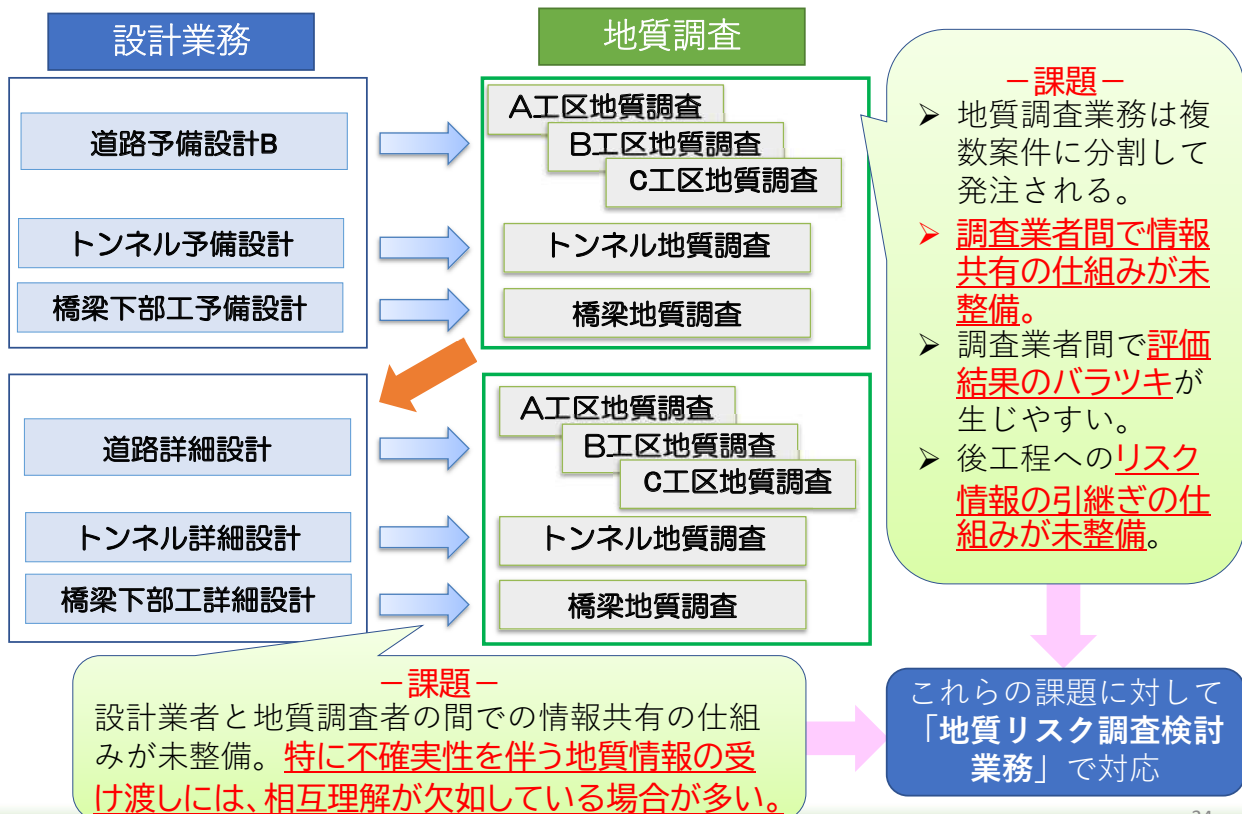 設計業務
地質調査
道路予備設計B
トンネル予備設計
橋梁下部工予備設計
A工区地質調査
B工区地質調査
C工区地質調査
トンネル地質調査
橋梁地質調査
道路詳細設計
トンネル詳細設計
橋梁下部工詳細設計
A工区地質調査
B工区地質調査
C工区地質調査
トンネル地質調査
橋梁地質調査
－課題－
➢ 地質調査業務は複
数案件に分割して
発注される。
➢ 調査業者間で情報
共有の仕組みが未
整備。
➢ 調査業者間で評価
結果のバラツキが
生じやすい。
➢ 後工程へのリスク
情報の引継ぎの仕
組みが未整備。
－課題－
設計業者と地質調査者の間での情報共有の仕組
みが未整備。特に不確実性を伴う地質情報の受
け渡しには、相互理解が欠如している場合が多い。
これらの課題に対して
「地質リスク調査検討
業務」で対応